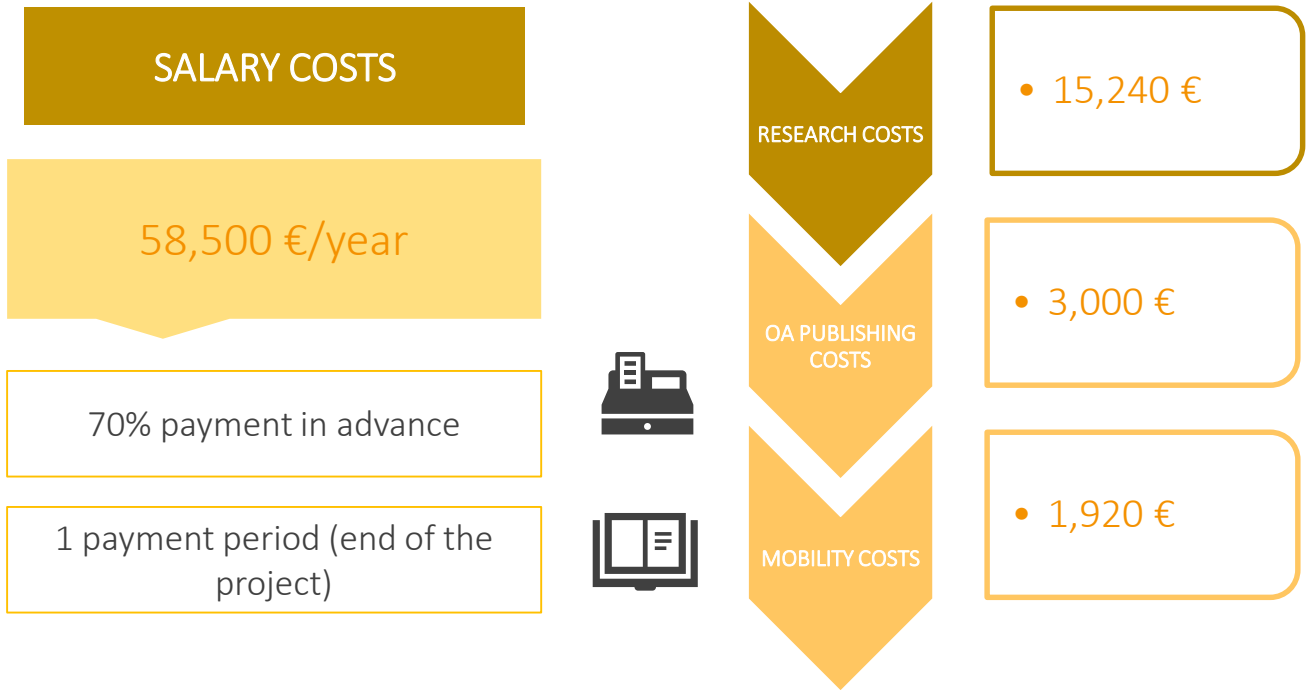 SALARY COSTS
58,500 €/year
70% payment in advance
1 payment period (end of the
project)
RESEARCH COSTS
• 15,240 €
OA PUBLISHING
COSTS
• 3,000 €
MOBILITY COSTS
• 1,920 €